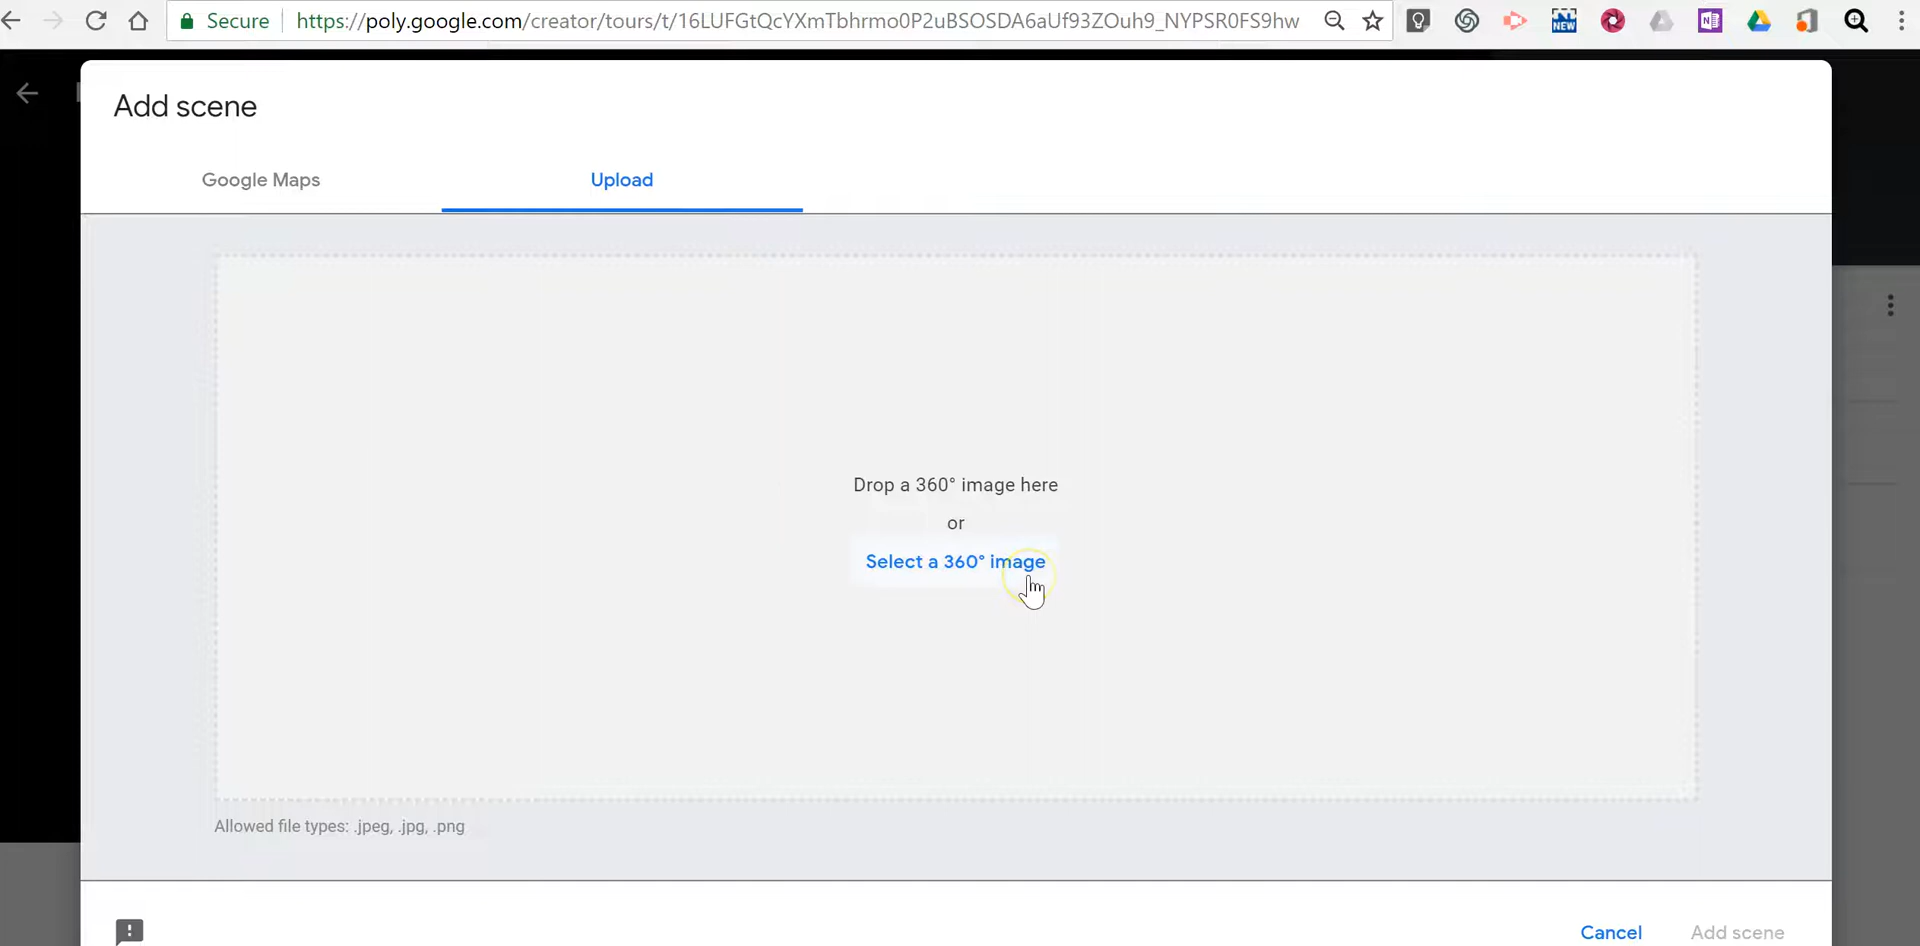 Secure https://poly.google.com/creator/tours/t/16LUFGtQcYXmTbhrmo0P2uBSOSDA6aUf93ZOuh9_NYPSR0FS9hw
NEW
N
Add scene
Google Maps
Upload
Drop a 360° image here
or
Select a 360° image
Allowed file types: .jpeg, .jpg, .png
Cancel
Add scene